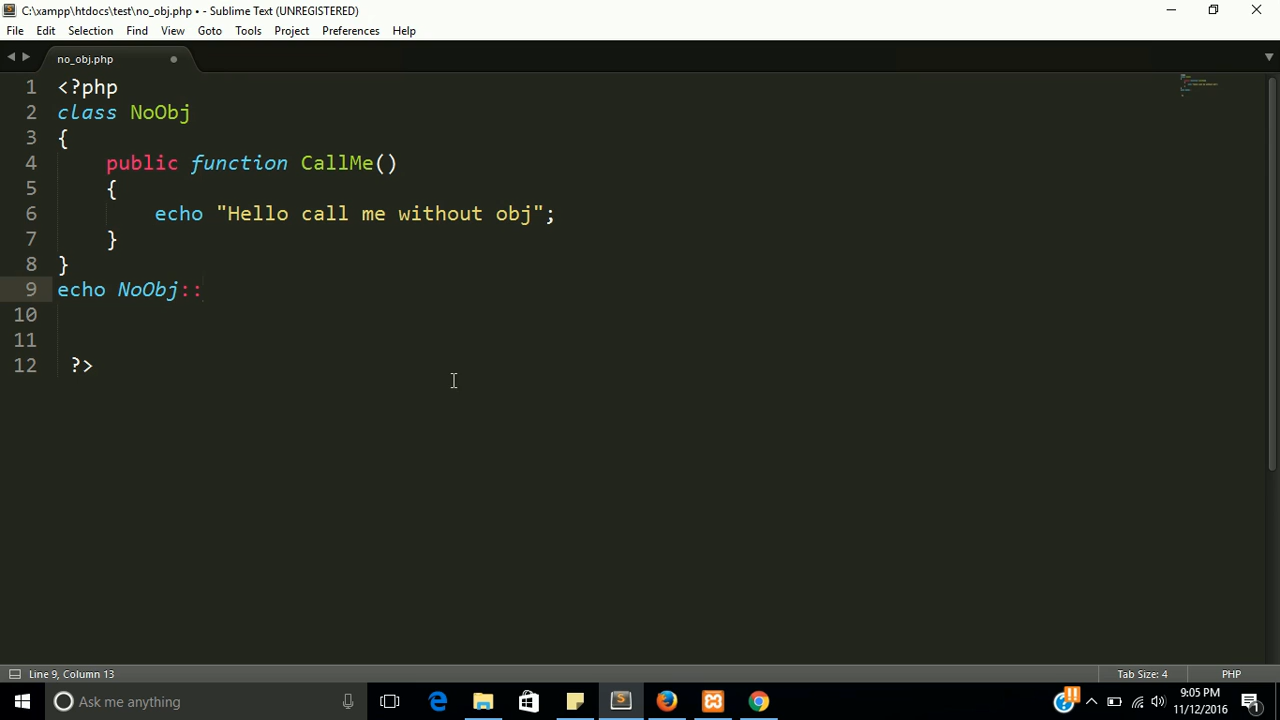 C:\xampp\htdocs\test\no_obj.php • - Sublime Text (UNREGISTERED)
File Edit Selection Find View Goto Tools Project Preferences Help
no_obj.php
1 <?php
2 class NoObj
3 {
4 public function CallMe()
5 {
6 echo "Hello call me without obj";
7 }
8 }
9 echo NoObj::
10
11
12 ?>
Line 9, Column 13 Tab Size: 4 PHP
Ask me anything
9:05 PM
11/12/2016
1